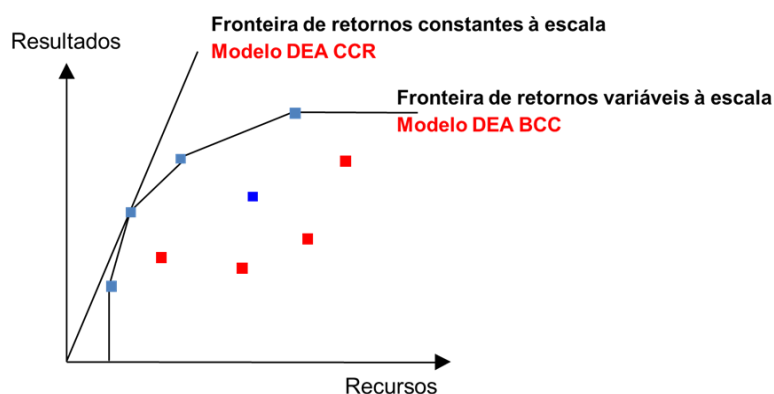 Fronteira de retornos constantes à escala
Resultados
Modelo DEA CCR
Fronteira de retornos variáveis à escala
Modelo DEA BCC
Recursos